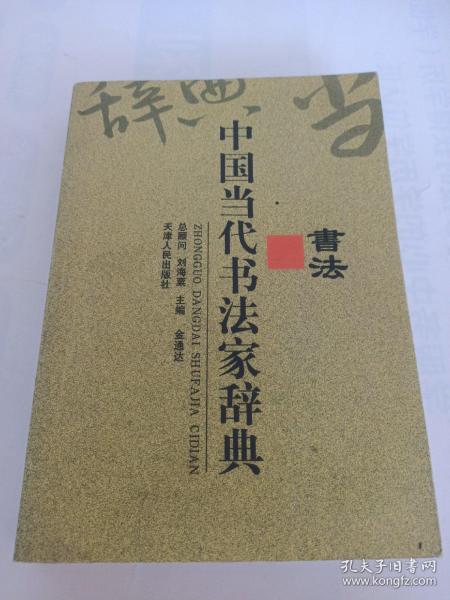 辞典 当
書法
中国当代书法家辞典
ZHONGGUO DANGDAI SHUFAJIA CIDIAN
总顾问 刘海粟 主编 金通达
天津人民出版社
孔夫子旧书网
www.kongfz.com